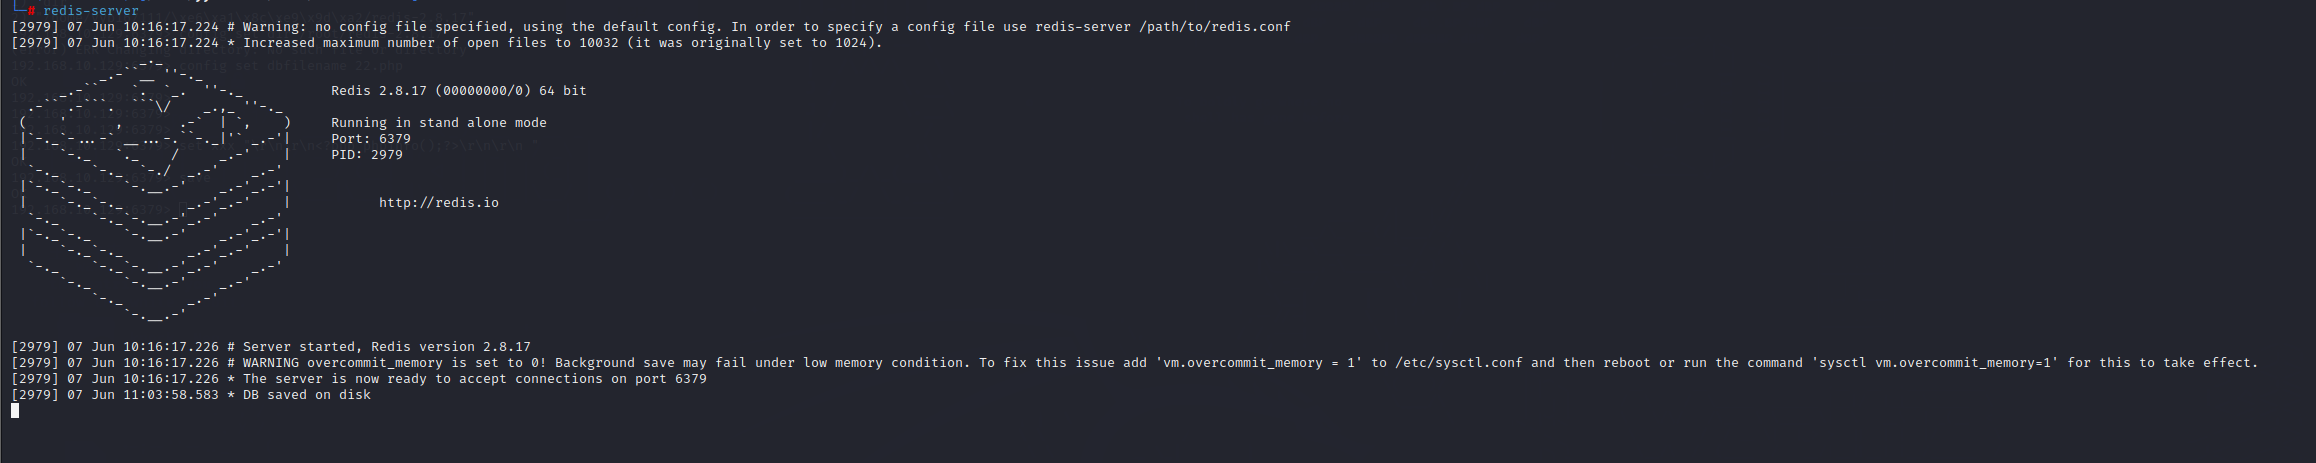 └─# redis-server
[2979] 07 Jun 10:16:17.224 # Warning: no config file specified, using the default config. In order to specify a config file use redis-server /path/to/redis.conf
[2979] 07 Jun 10:16:17.224 * Increased maximum number of open files to 10032 (it was originally set to 1024).
config set dbfilename 22.php
Redis 2.8.17 (00000000/0) 64 bit
Running in stand alone mode
Port: 6379
PID: 2979
http://redis.io
[2979] 07 Jun 10:16:17.226 # Server started, Redis version 2.8.17
[2979] 07 Jun 10:16:17.226 # WARNING overcommit_memory is set to 0! Background save may fail under low memory condition. To fix this issue add 'vm.overcommit_memory = 1' to /etc/sysctl.conf and then reboot or run the command 'sysctl vm.overcommit_memory=1' for this to take effect.
[2979] 07 Jun 10:16:17.226 * The server is now ready to accept connections on port 6379
[2979] 07 Jun 11:03:58.583 * DB saved on disk